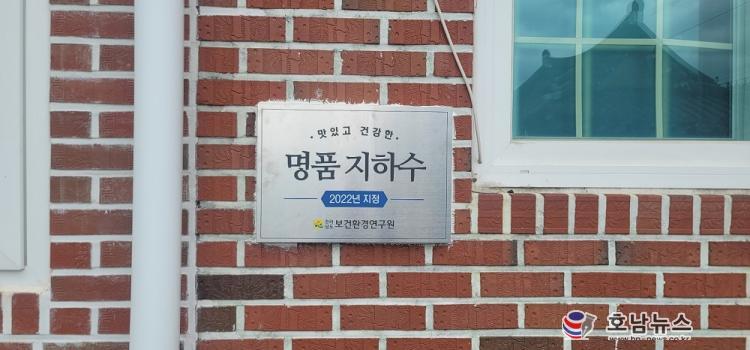 맛있고 건강한
명품 지하수
2022년 지정
보건환경연구원
호남뉴스